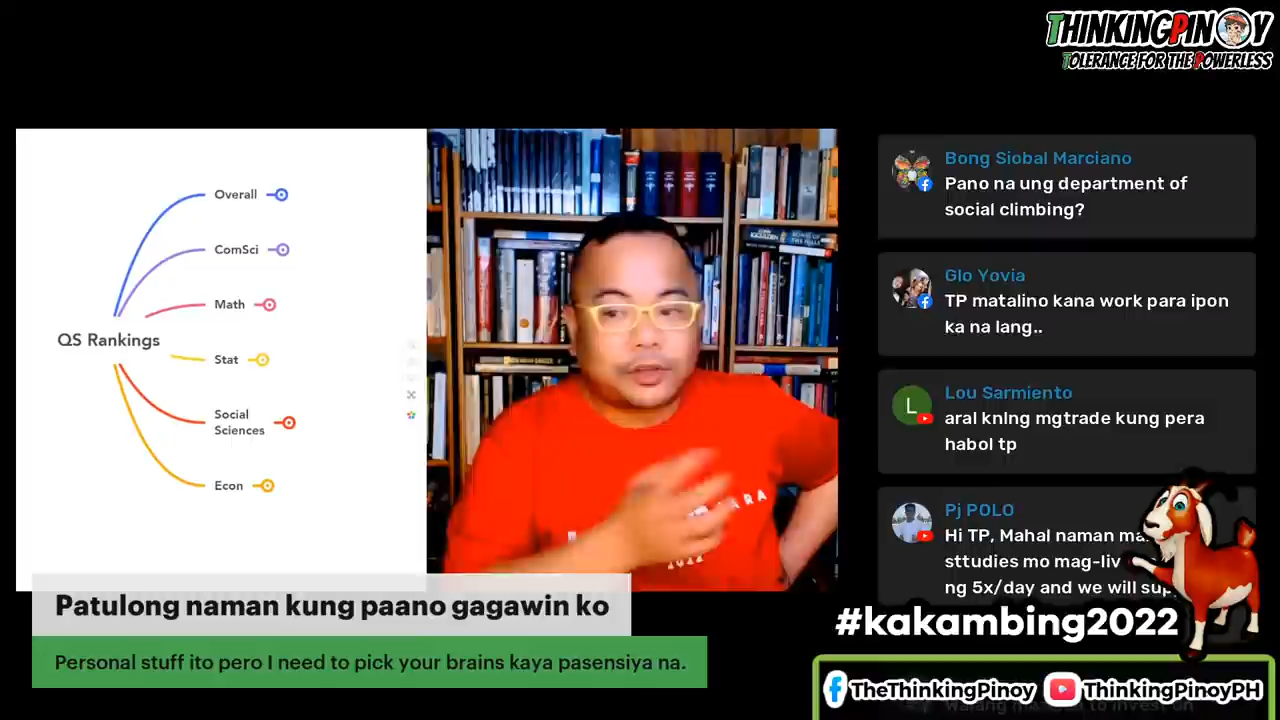 THINKINGPINOY
TOLERANCE FOR THE POWERLESS
QS Rankings
Overall
ComSci
Math
Stat
Social
Sciences
Econ
Bong Siobal Marciano
Pano na ung department of
social climbing?
Glo Yovia
TP matalino kana work para ipon
ka na lang..
Lou Sarmiento
aral knlng mgtrade kung pera
habol tp
Pj POLO
Hi TP, Mahal naman
sttudies mo mag-liv
ng 5x/day and we will
Patulong naman kung paano gagawin ko
Personal stuff ito pero I need to pick your brains kaya pasensiya na.
#kakambing2022
TheThinkingPinoy
ThinkingPinoyPH